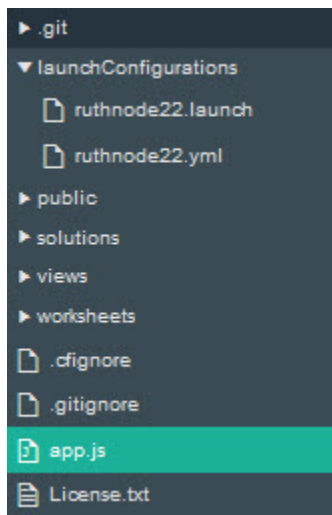 .git
launchConfigurations
ruthnode22.launch
ruthnode22.yml
public
solutions
views
worksheets
.cfignore
.gitignore
app.js
License.txt